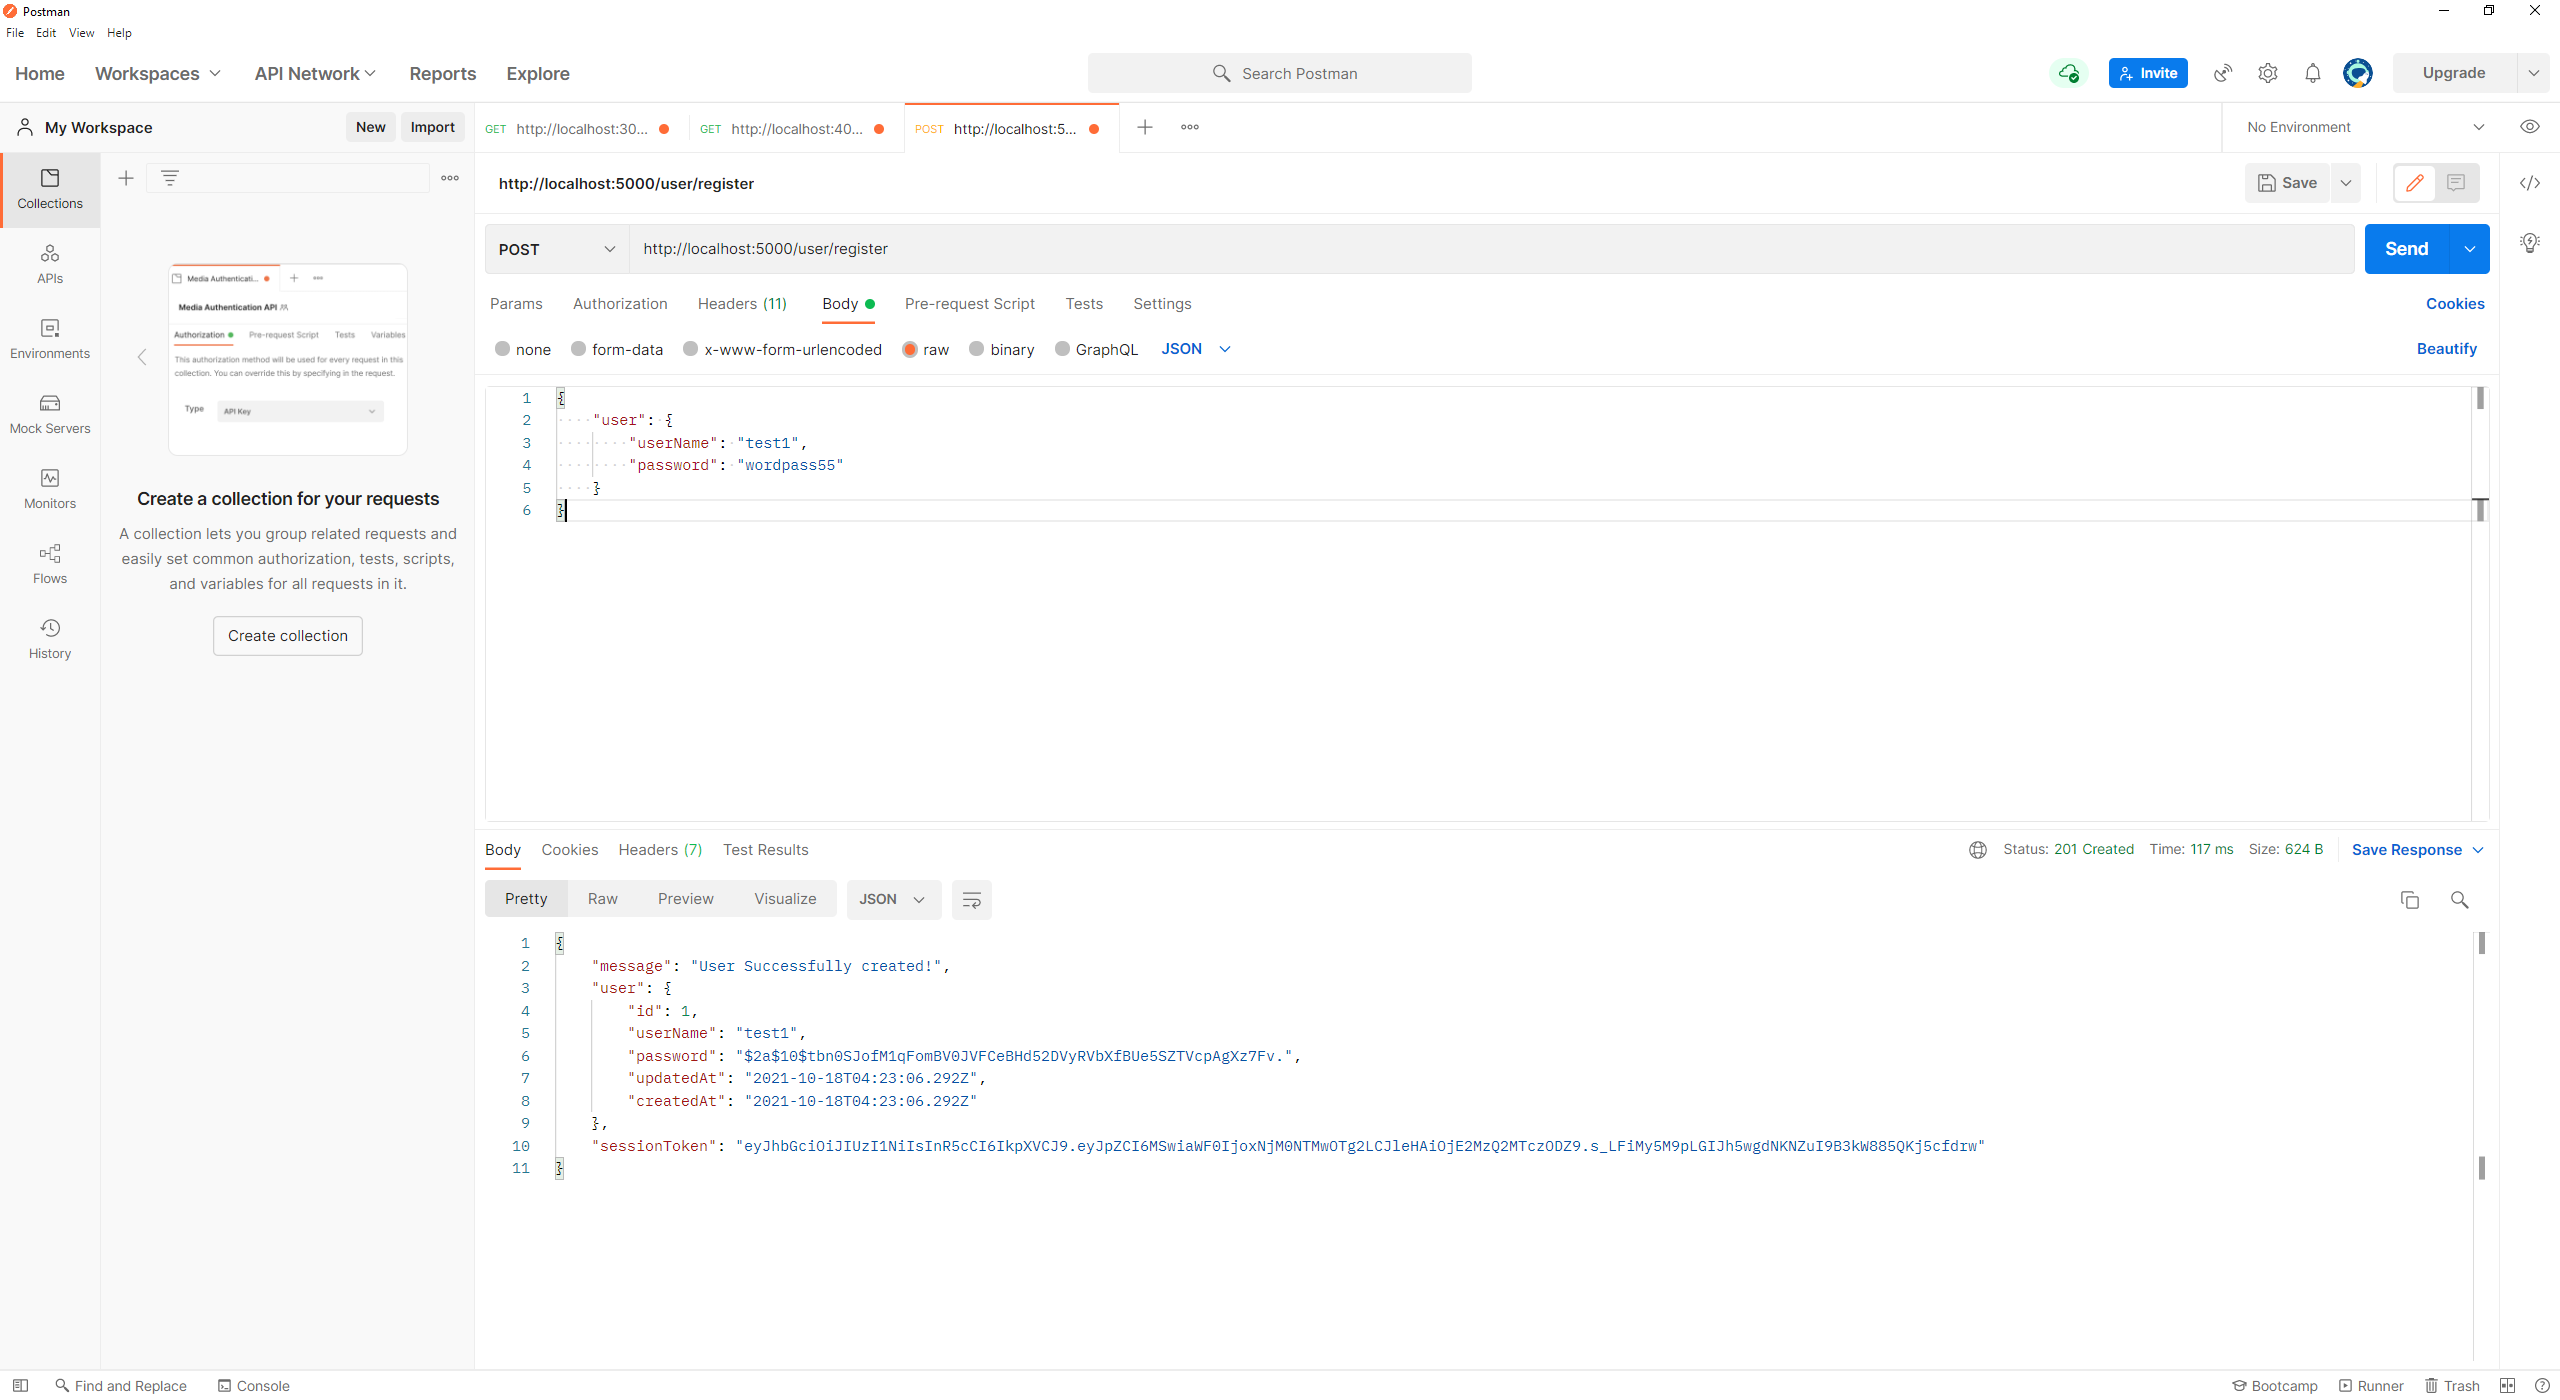 Postman
File Edit View Help
Home Workspaces API Network Reports Explore
Search Postman
Invite
Upgrade
My Workspace
New Import
GET http://localhost:30...
GET http://localhost:40...
POST http://localhost:5...
No Environment
Collections
APIs
Environments
Mock Servers
Monitors
Flows
History
Media Authenticati...
Media Authentication API
Authorization Pre-request Script Tests Variables
This authorization method will be used for every request in this
collection. You can override this by specifying in the request.
Type API Key
Create a collection for your requests
A collection lets you group related requests and
easily set common authorization, tests, scripts,
and variables for all requests in it.
Create collection
http://localhost:5000/user/register
Save
POST http://localhost:5000/user/register
Send
Params Authorization Headers (11) Body Pre-request Script Tests Settings
Cookies
none form-data x-www-form-urlencoded raw binary GraphQL JSON
Beautify
1 {
2 "user": {
3 "userName": "test1",
4 "password": "wordpass55"
5 }
6 }
Body Cookies Headers (7) Test Results
Status: 201 Created Time: 117 ms Size: 624 B
Save Response
Pretty Raw Preview Visualize JSON
1 {
2 "message": "User Successfully created!",
3 "user": {
4 "id": 1,
5 "userName": "test1",
6 "password": "$2a$10$tbn0SJofM1qFomBV0JVFCeBHd52DVyRVbXfBUe5SZTVcpAgXz7Fv.",
7 "updatedAt": "2021-10-18T04:23:06.292Z",
8 "createdAt": "2021-10-18T04:23:06.292Z"
9 },
10 "sessionToken": "eyJhbGciOiJIUzI1NiIsInR5cCI6IkpXVCJ9.eyJpZCI6MSwiaWF0IjoxNjM0NTMwOTg2LCJleHAiOjE2MzQ2MTczODZ9.s_LFiMy5M9pLGIJh5wgdNKNZuI9B3kW885QKj5cfdrw"
11 }
Find and Replace Console
Bootcamp Runner Trash